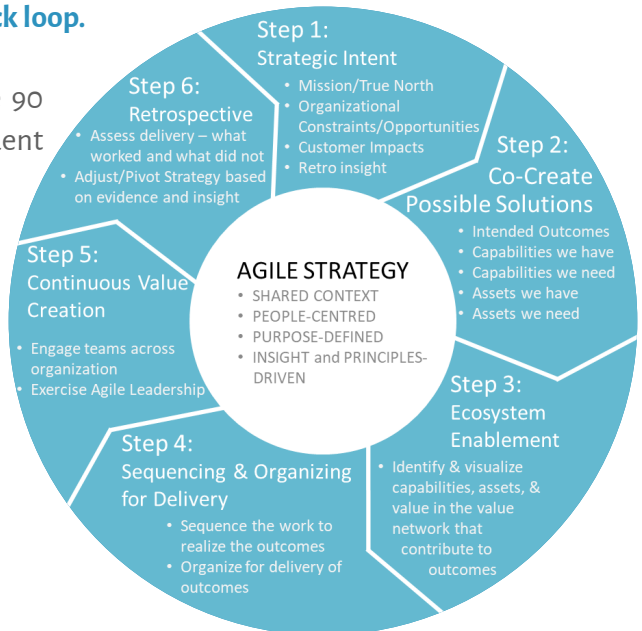 ck loop.
90
ent
Step 1:
Strategic Intent
• Mission/True North
• Organizational
Constraints/Opportunities
• Customer Impacts
• Retro insight
Step 2:
Co-Create
Possible Solutions
• Intended Outcomes
• Capabilities we have
• Capabilities we need
• Assets we have
• Assets we need
Step 3:
Ecosystem
Enablement
• Identify & visualize
capabilities, assets, &
value in the value
network that
contribute to
outcomes
Step 4:
Sequencing & Organizing
for Delivery
• Sequence the work to
realize the outcomes
• Organize for delivery of
outcomes
Step 5:
Continuous Value
Creation
• Engage teams across
organization
• Exercise Agile Leadership
Step 6:
Retrospective
• Assess delivery – what
worked and what did not
• Adjust/Pivot Strategy based
on evidence and insight
AGILE STRATEGY
• SHARED CONTEXT
• PEOPLE-CENTRED
• PURPOSE-DEFINED
• INSIGHT and PRINCIPLES-
DRIVEN